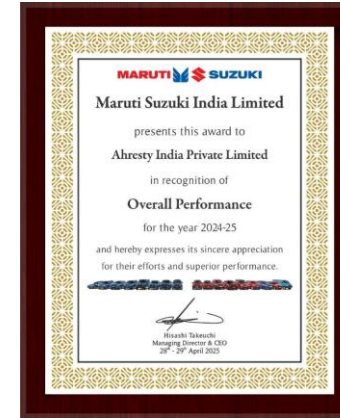 MARUTI SUZUKI
Maruti Suzuki India Limited
presents this award to
Ahresty India Private Limited
in recognition of
Overall Performance
for the year 2024-25
and hereby expresses its sincere appreciation
for their efforts and superior performance.
Hisashi Takeuchi
Managing Director & CEO
28th - 29th April 2025